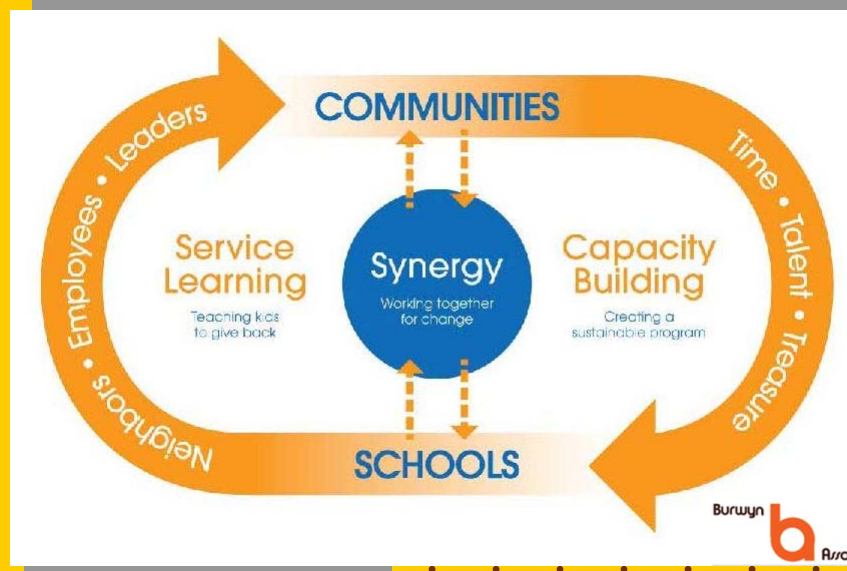 COMMUNITIES
Neighbors • Employees • Leaders
Time • Talent • Treasure
Service
Learning
Teaching kids
to give back
Synergy
Working together
for change
Capacity
Building
Creating a
sustainable program
SCHOOLS
Burwyn
ba